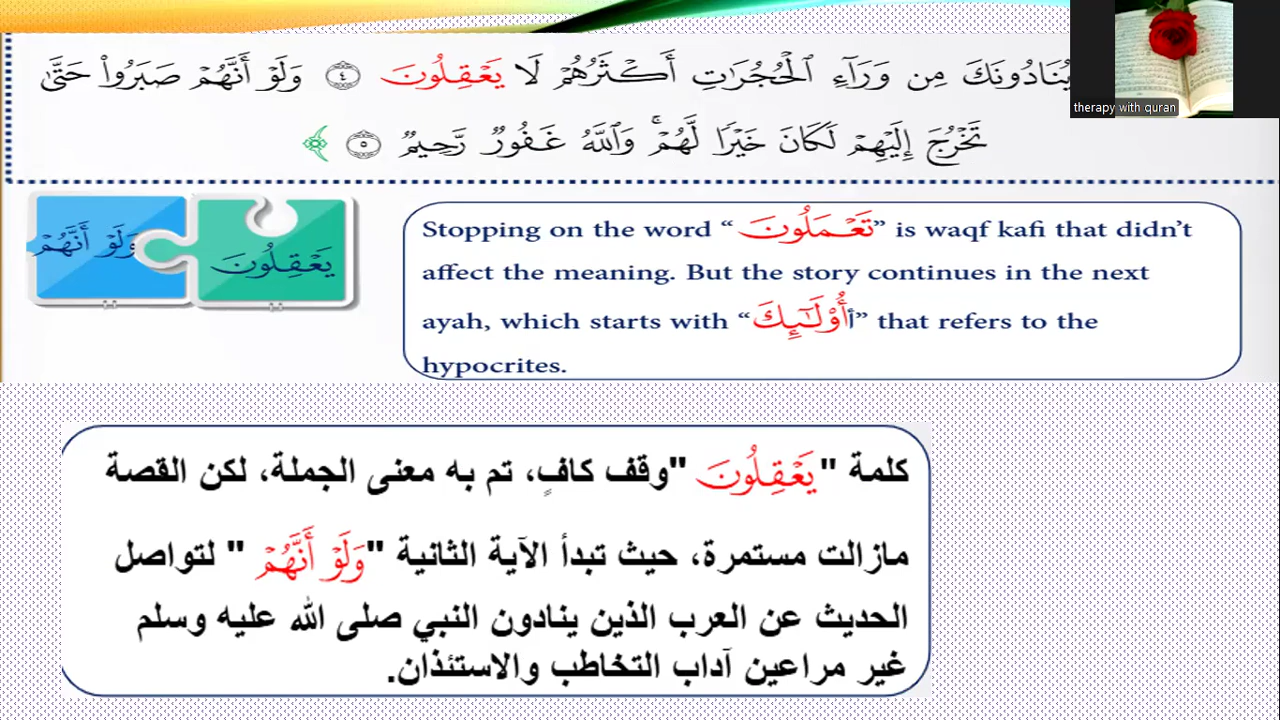 يُنَادُونَكَ مِن وَرَآءِ ٱلْحُجُرَٰتِ أَكْثَرُهُمْ لَا يَعْقِلُونَ ٤ وَلَوْ أَنَّهُمْ صَبَرُوا۟ حَتَّىٰ
تَخْرُجَ إِلَيْهِمْ لَكَانَ خَيْرًا لَّهُمْ ۚ وَٱللَّهُ غَفُورٌ رَّحِيمٌ ٥
therapy with quran
يَعْقِلُونَ
وَلَوْ أَنَّهُمْ
Stopping on the word “تَعْمَلُونَ” is waqf kafi that didn’t
affect the meaning. But the story continues in the next
ayah, which starts with “أأُوْلَٰٓئِكَ” that refers to the
hypocrites.
كلمة "يَعْقِلُونَ" وقف كافٍ، تم به معنى الجملة، لكن القصة
مازالت مستمرة، حيث تبدأ الآية الثانية "وَلَوْ أَنَّهُمْ" لتواصل
الحديث عن العرب الذين ينادون النبي صلى الله عليه وسلم
غير مراعين آداب التخاطب والاستئذان.